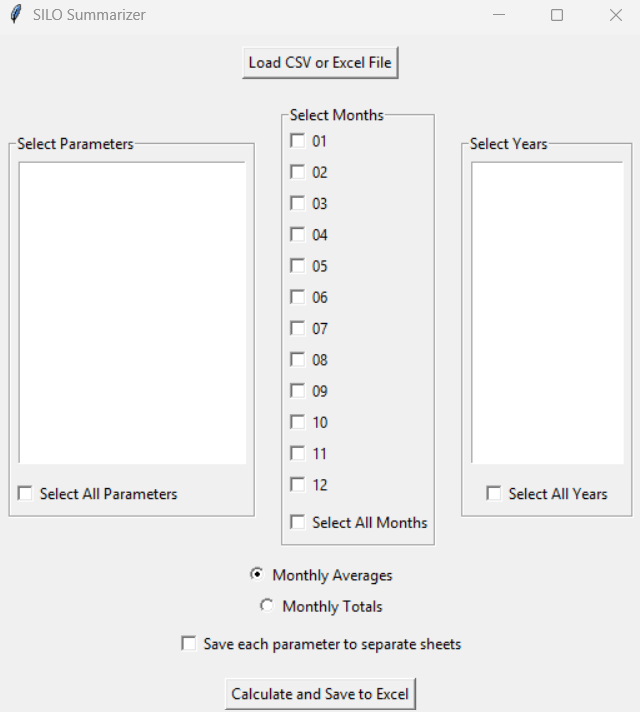 SILO Summarizer
Load CSV or Excel File
Select Parameters
Select All Parameters
Select Months
01
02
03
04
05
06
07
08
09
10
11
12
Select All Months
Select Years
Select All Years
Monthly Averages
Monthly Totals
Save each parameter to separate sheets
Calculate and Save to Excel